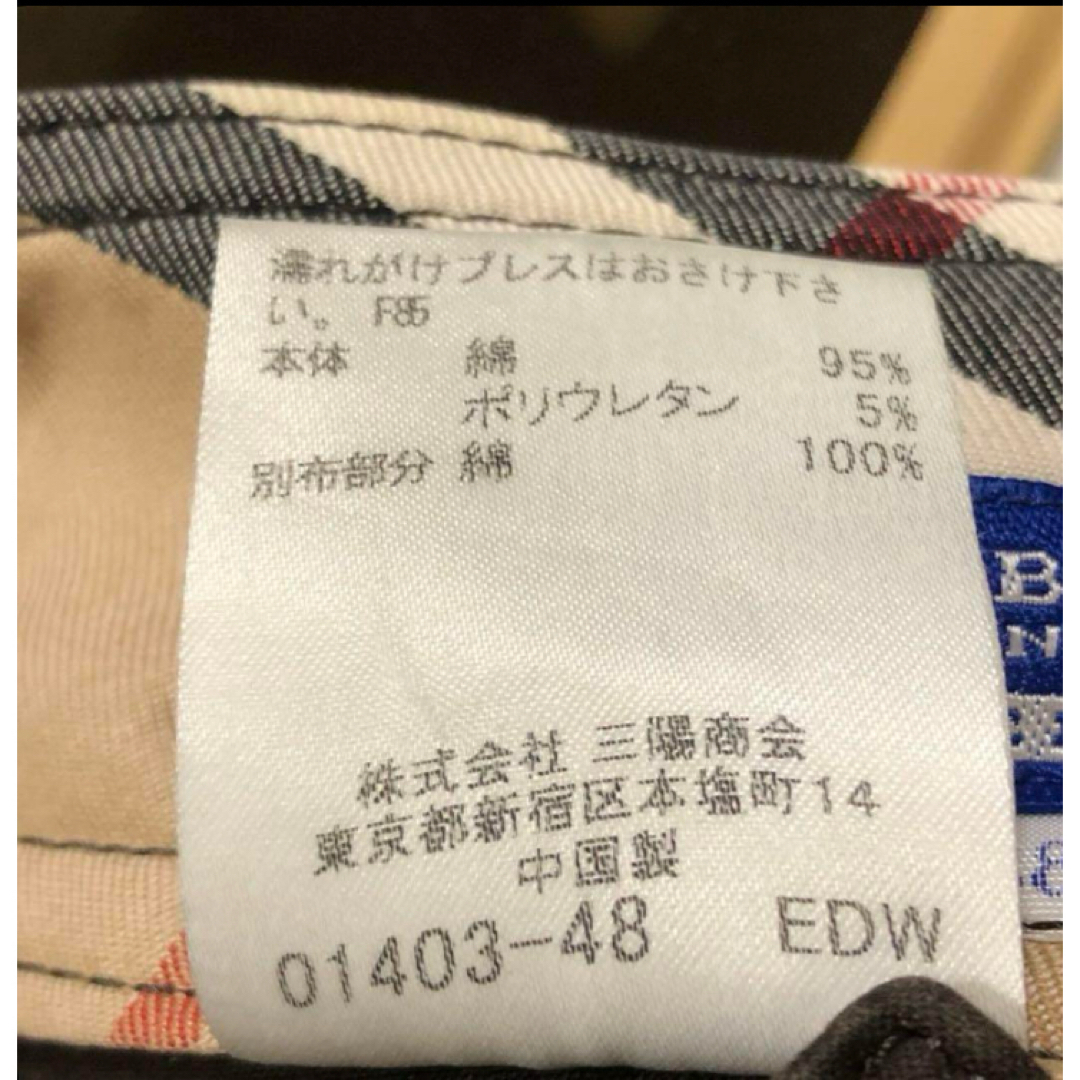 濡れがけプレスはおさけ下さ
い。 F85
本体 綿 95%
ポリウレタン 5%
別布部分 綿 100%
株式会社 三陽商会
東京都新宿区本塩町14
中国製
01403-48 EDW
B
N